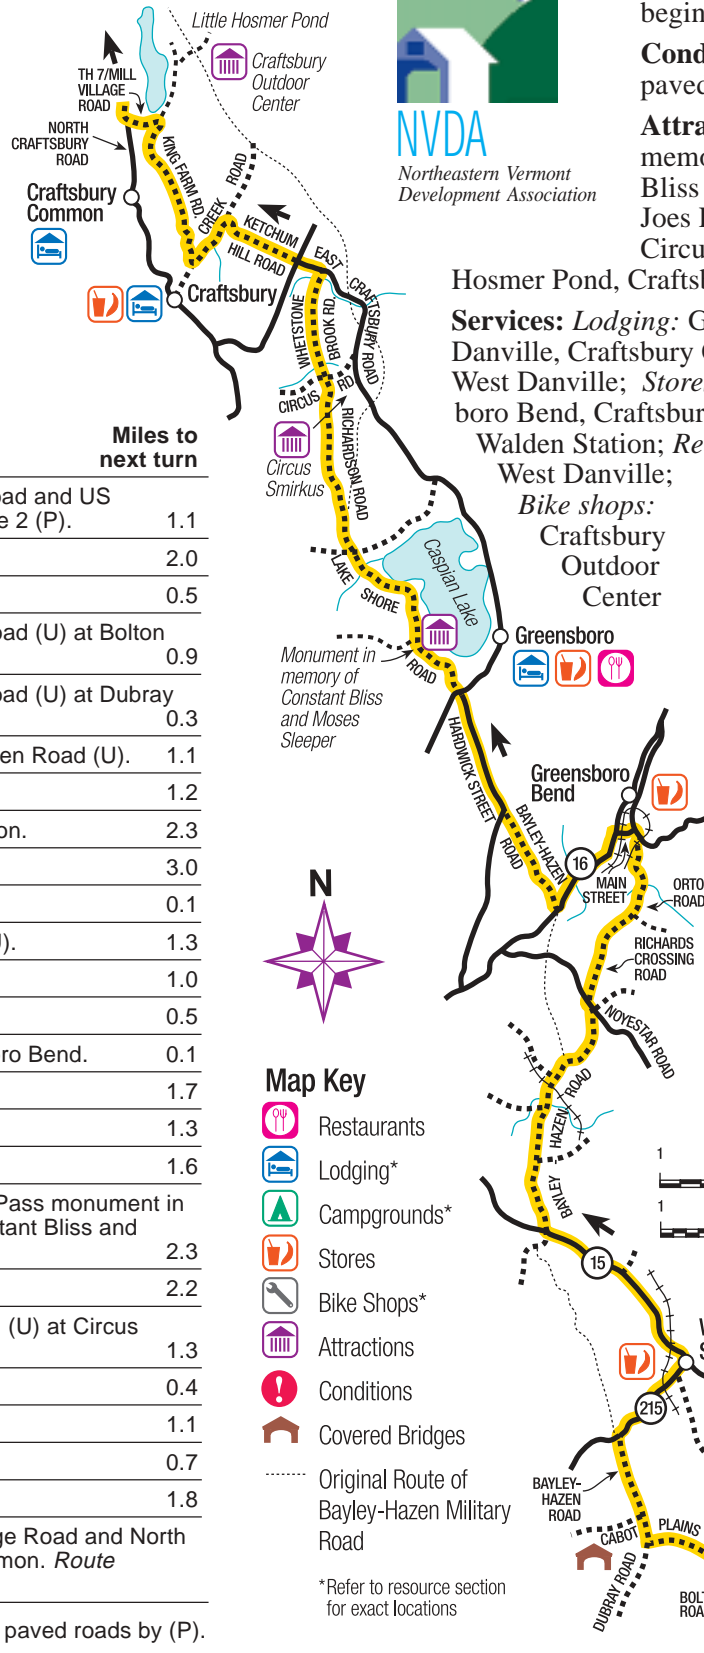 Little Hosmer Pond
Craftsbury
Outdoor
Center
TH 7/MILL
VILLAGE
ROAD
NORTH
CRAFTSBURY
ROAD
KING FARM RD.
CREEK ROAD
Craftsbury
Common
KETCHUM
HILL ROAD
EAST CRAFTSBURY ROAD
Craftsbury
WHETSTONE
BROOK RD.
CIRCUS RD.
RICHARDSON ROAD
Circus
Smirkus
LAKE SHORE ROAD
Caspian Lake
Monument in
memory of
Constant Bliss
and Moses
Sleeper
Greensboro
HARDWICK STREET
BAYLEY-HAZEN
ROAD
Greensboro
Bend
16
MAIN
STREET
ORTO
ROAD
RICHARDS
CROSSING
ROAD
NOYESTAR ROAD
BAYLEY HAZEN ROAD
15
W
S
215
BAYLEY-
HAZEN
ROAD
CABOT PLAINS
DUBRAY ROAD
BOLT
ROA
1
1
N
NVDA
Northeastern Vermont
Development Association
begin
Cond
paved
Attra
memo
Bliss
Joes
Circu
Hosmer Pond, Craftsb
Services: Lodging: G
Danville, Craftsbury
West Danville; Store
boro Bend, Craftsbur
Walden Station; Re
West Danville;
Bike shops:
Craftsbury
Outdoor
Center
Miles to
next turn
oad and US
e 2 (P). 1.1
2.0
0.5
oad (U) at Bolton
0.9
oad (U) at Dubray
0.3
en Road (U). 1.1
1.2
on. 2.3
3.0
0.1
J). 1.3
1.0
0.5
ro Bend. 0.1
1.7
1.3
1.6
Pass monument in
tant Bliss and
2.3
2.2
(U) at Circus
1.3
0.4
1.1
0.7
1.8
ge Road and North
mon. Route
paved roads by (P).
Map Key
Restaurants
Lodging*
Campgrounds*
Stores
Bike Shops*
Attractions
Conditions
Covered Bridges
Original Route of
Bayley-Hazen Military
Road
*Refer to resource section
for exact locations